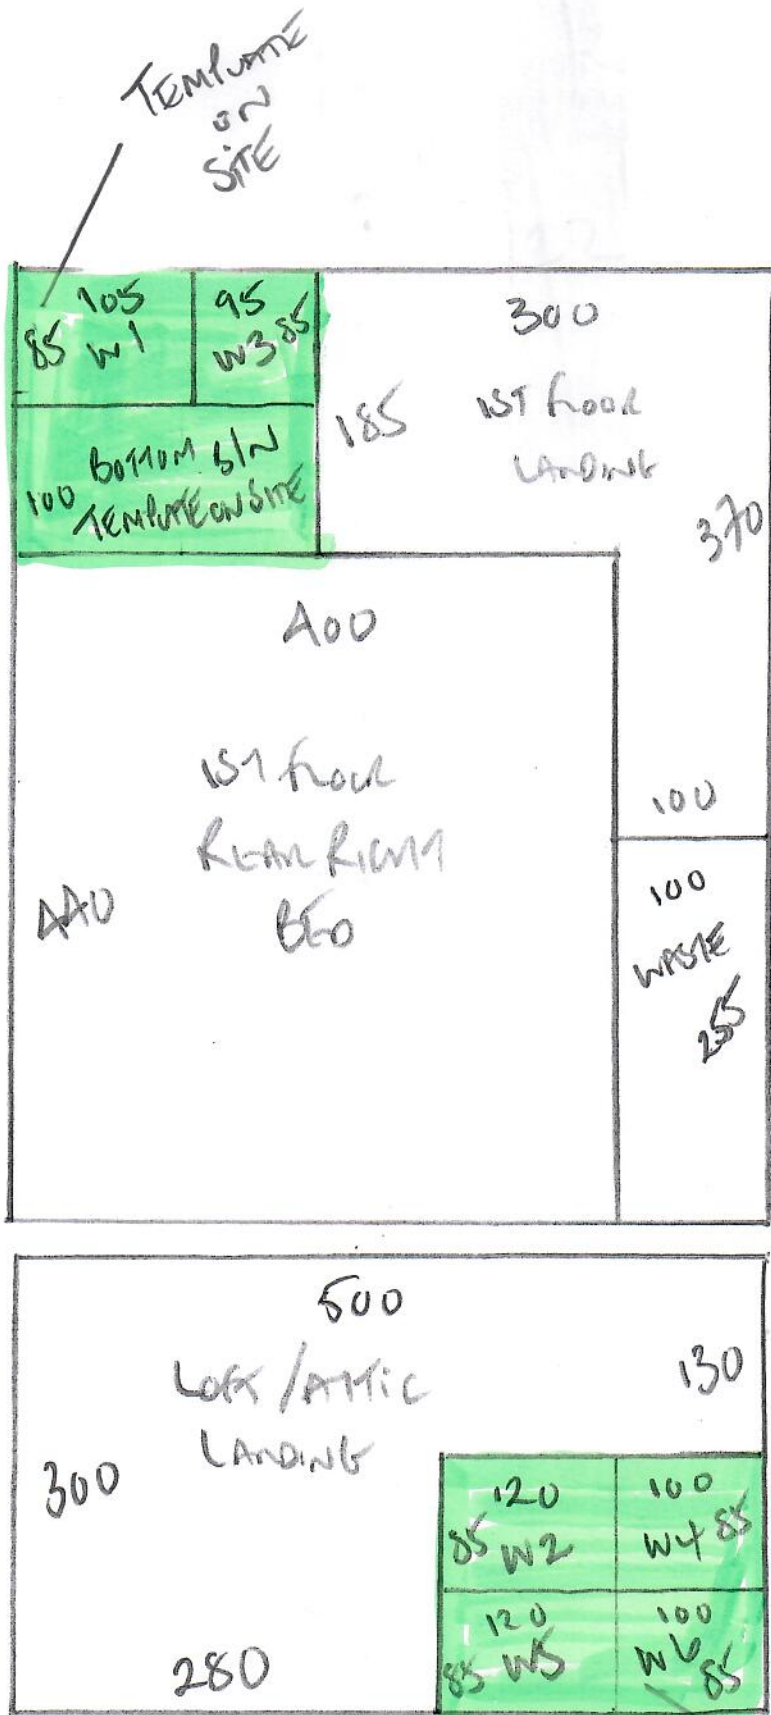 TEMPLATE
ON
SITE
105
85 W1
95
W3 85
300
185 1ST FLOOR
LANDING
BOTTOM B/N
100 TEMPLATE ON SITE
370
400
1ST FLOOR
REAR RIGHT
BED
440
100
100
WASTE
255
500
LOFT/ATTIC
LANDING
130
300
120
85 W2
100
W4 85
120
85 W5
100
W6
85
280